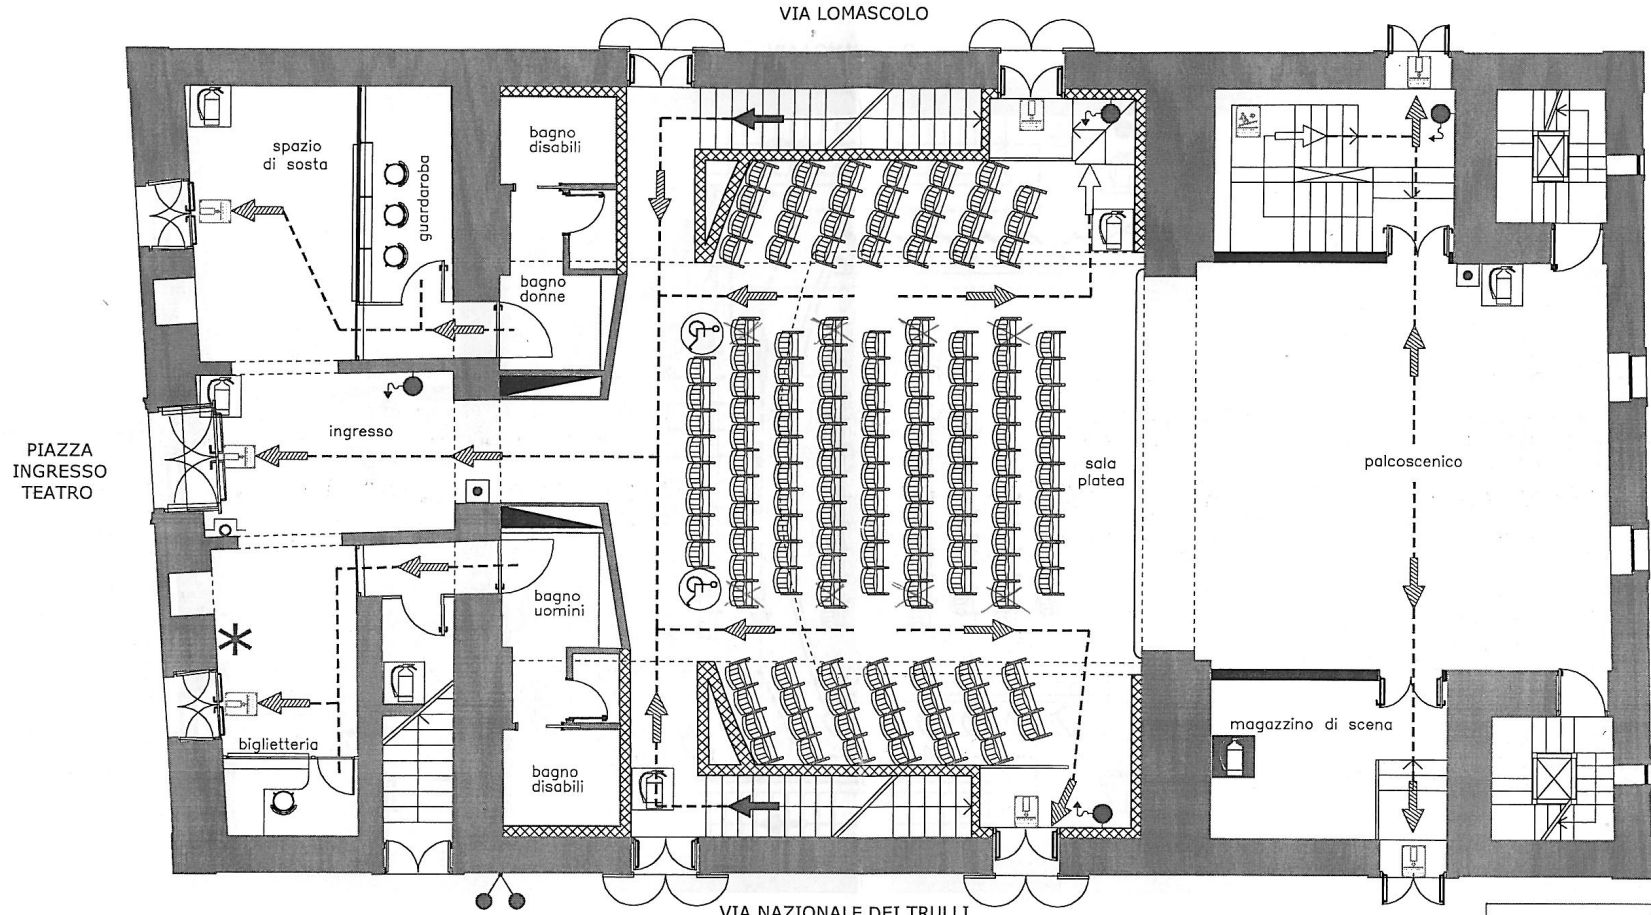 VIA LOMASCOLO
bagno
disabili
spazio
di sosta
guardaroba
bagno
donne
ingresso
PIAZZA
INGRESSO
TEATRO
sala
platea
palcoscenico
bagno
uomini
biglietteria
magazzino di scena
bagno
disabili
VIA NAZIONALE DEI TRULLI